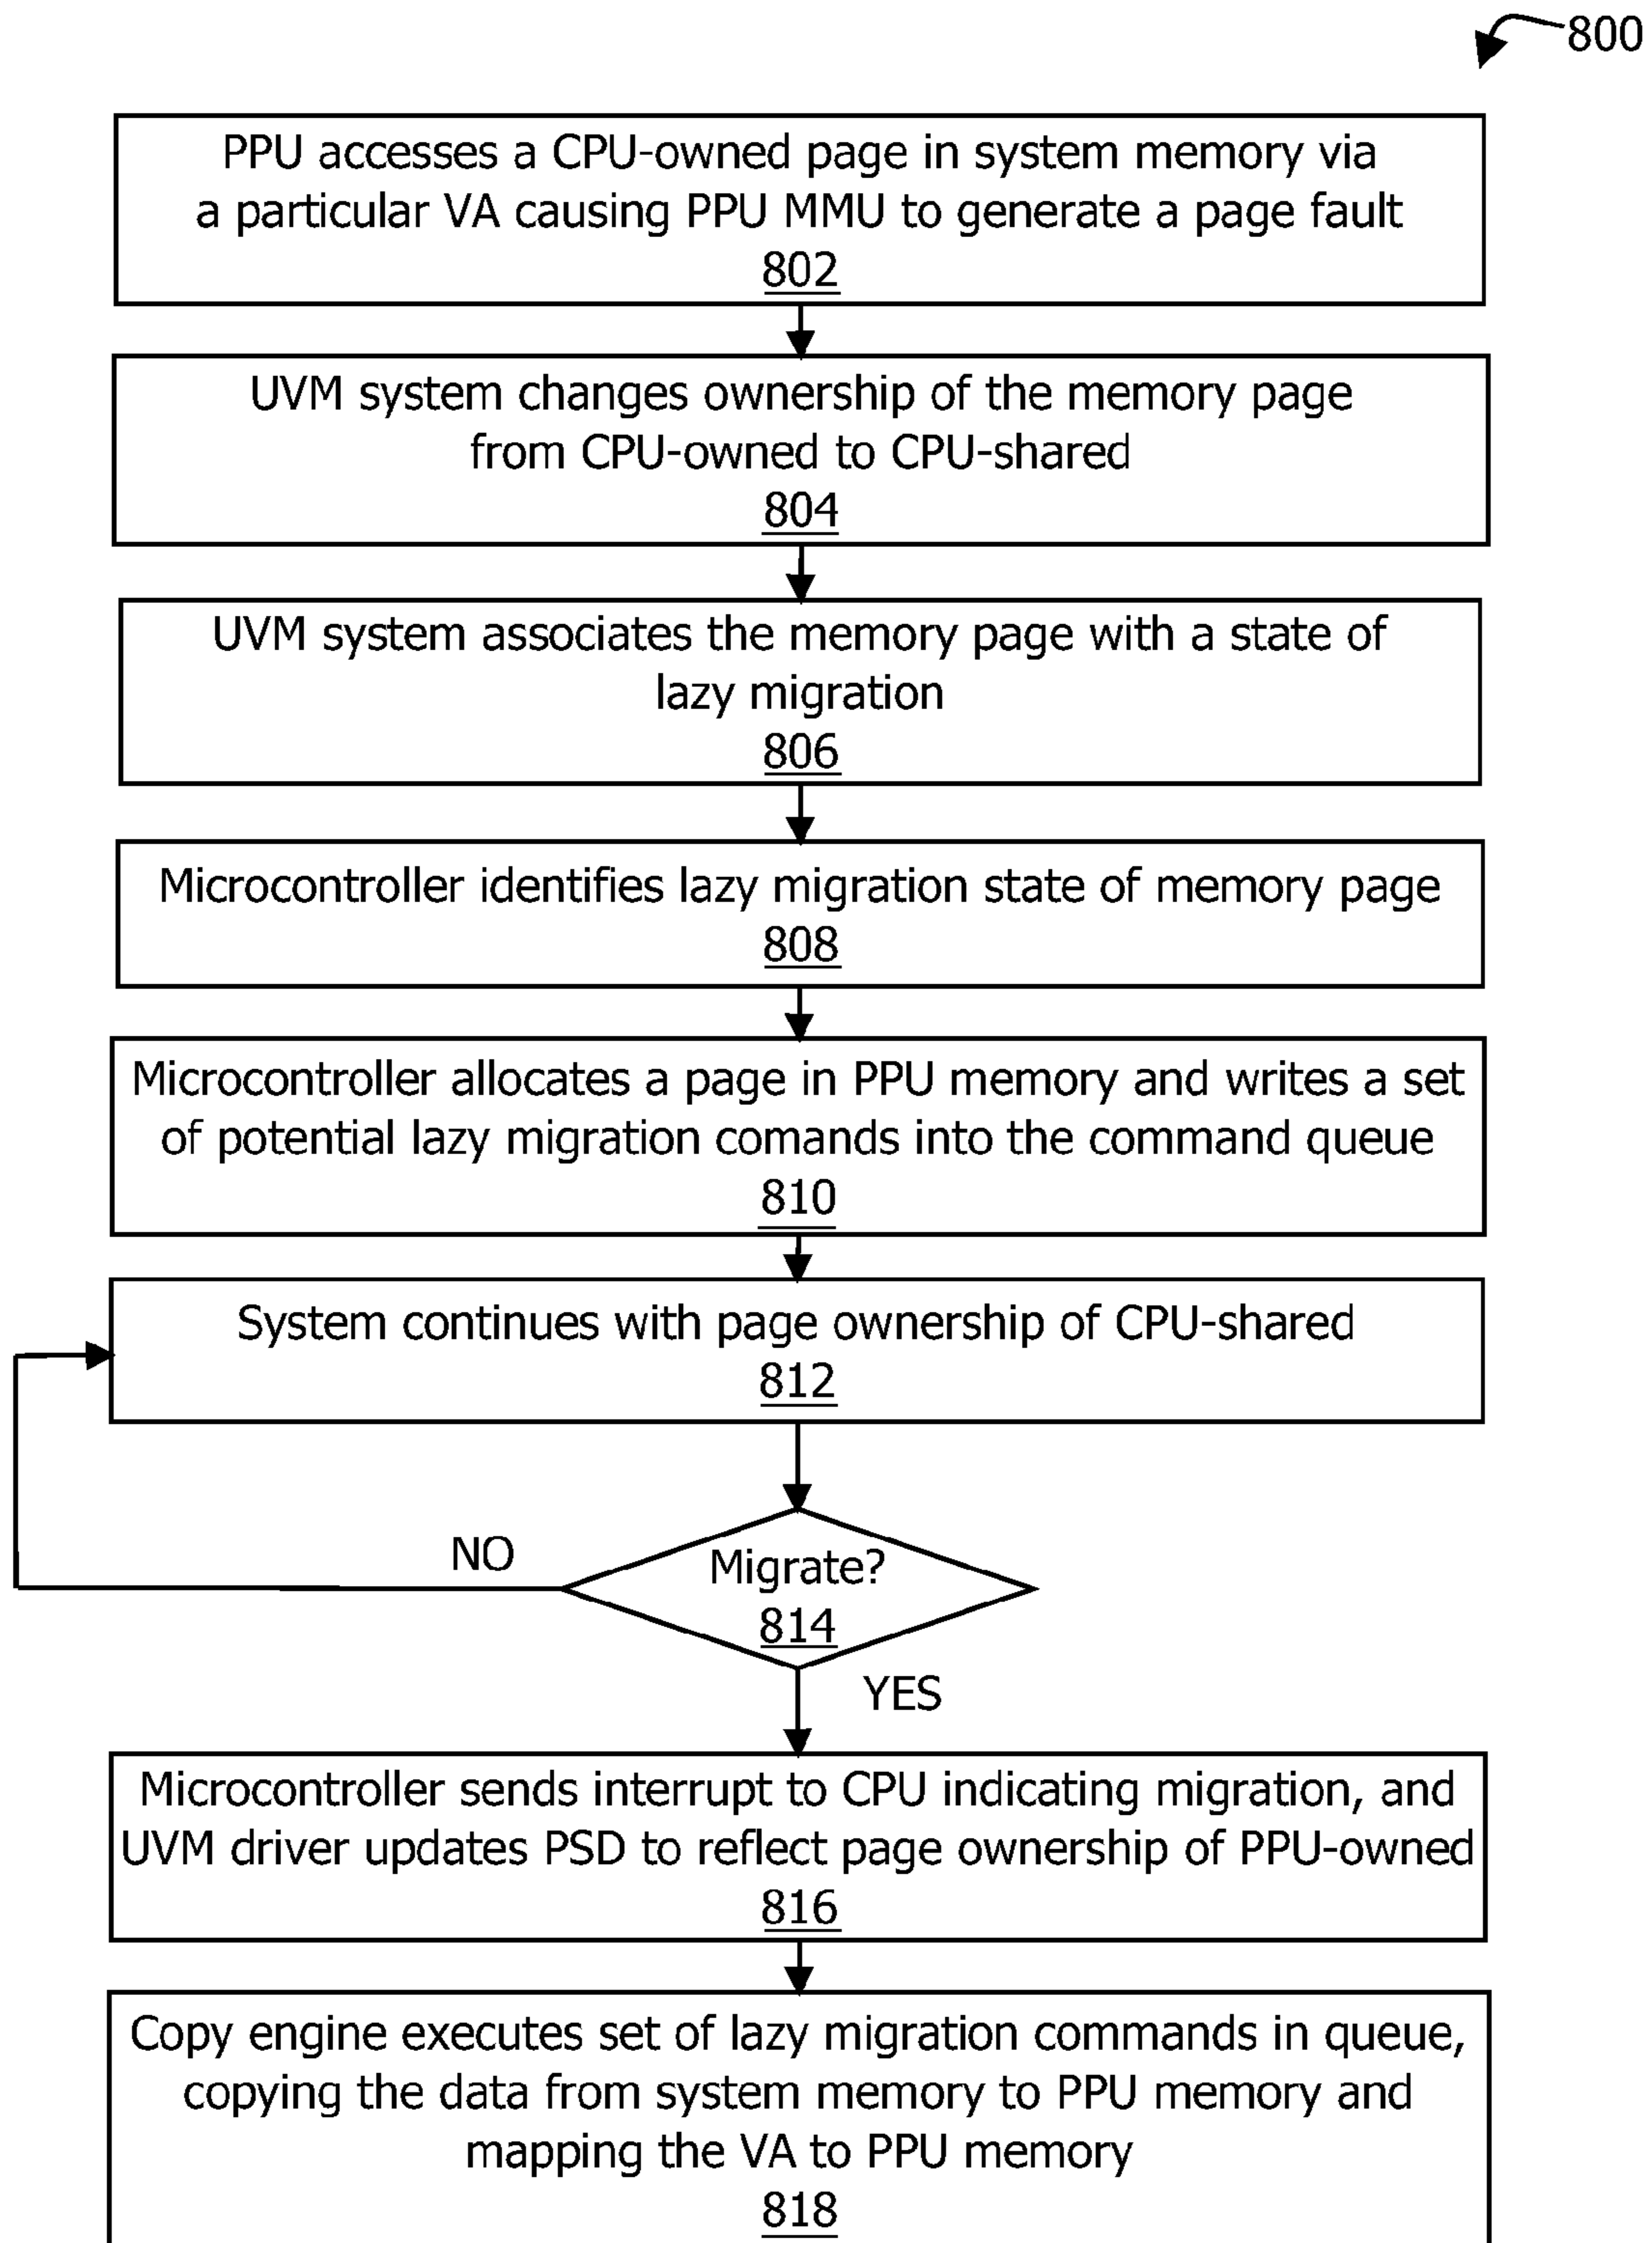 800
PPU accesses a CPU-owned page in system memory via
a particular VA causing PPU MMU to generate a page fault
802
UVM system changes ownership of the memory page
from CPU-owned to CPU-shared
804
UVM system associates the memory page with a state of
lazy migration
806
Microcontroller identifies lazy migration state of memory page
808
Microcontroller allocates a page in PPU memory and writes a set
of potential lazy migration comands into the command queue
810
System continues with page ownership of CPU-shared
812
NO
Migrate?
814
YES
Microcontroller sends interrupt to CPU indicating migration, and
UVM driver updates PSD to reflect page ownership of PPU-owned
816
Copy engine executes set of lazy migration commands in queue,
copying the data from system memory to PPU memory and
mapping the VA to PPU memory
818